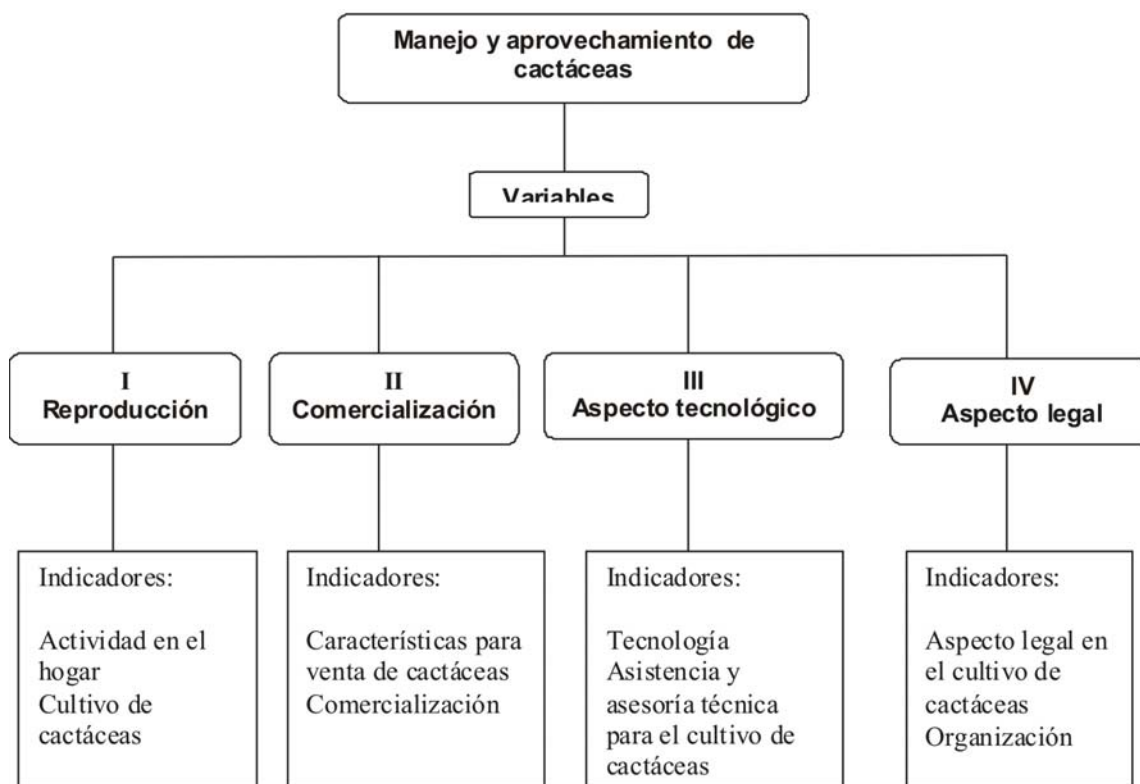 Manejo y aprovechamiento de
cactáceas
Variables
I
Reproducción
II
Comercialización
III
Aspecto tecnológico
IV
Aspecto legal
Indicadores:
Actividad en el
hogar
Cultivo de
cactáceas
Indicadores:
Características para
venta de cactáceas
Comercialización
Indicadores:
Tecnología
Asistencia y
asesoría técnica
para el cultivo de
cactáceas
Indicadores:
Aspecto legal en
el cultivo de
cactáceas
Organización